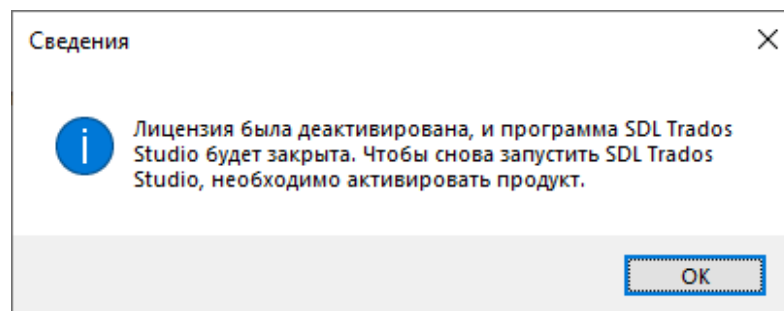 Сведения
Лицензия была деактивирована, и программа SDL Trados
Studio будет закрыта. Чтобы снова запустить SDL Trados
Studio, необходимо активировать продукт.
ОК